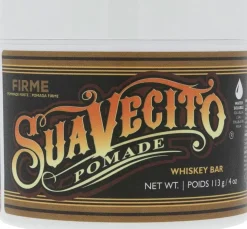 FIRME
SUAVECITO
POMADE
WHISKEY BAR
NET WT. | POIDS 113 g / 4 oz